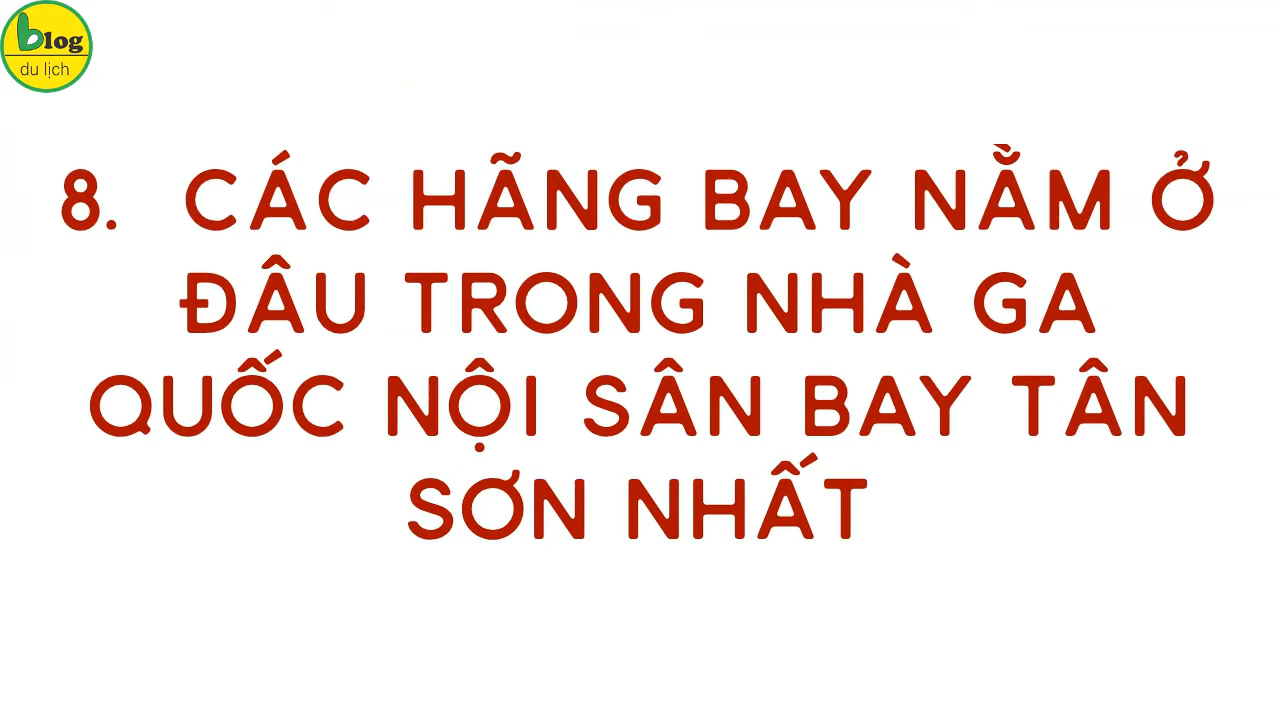 blog
du lịch
8. CÁC HÃNG BAY NẰM Ở
ĐÂU TRONG NHÀ GA
QUỐC NỘI SÂN BAY TÂN
SƠN NHẤT